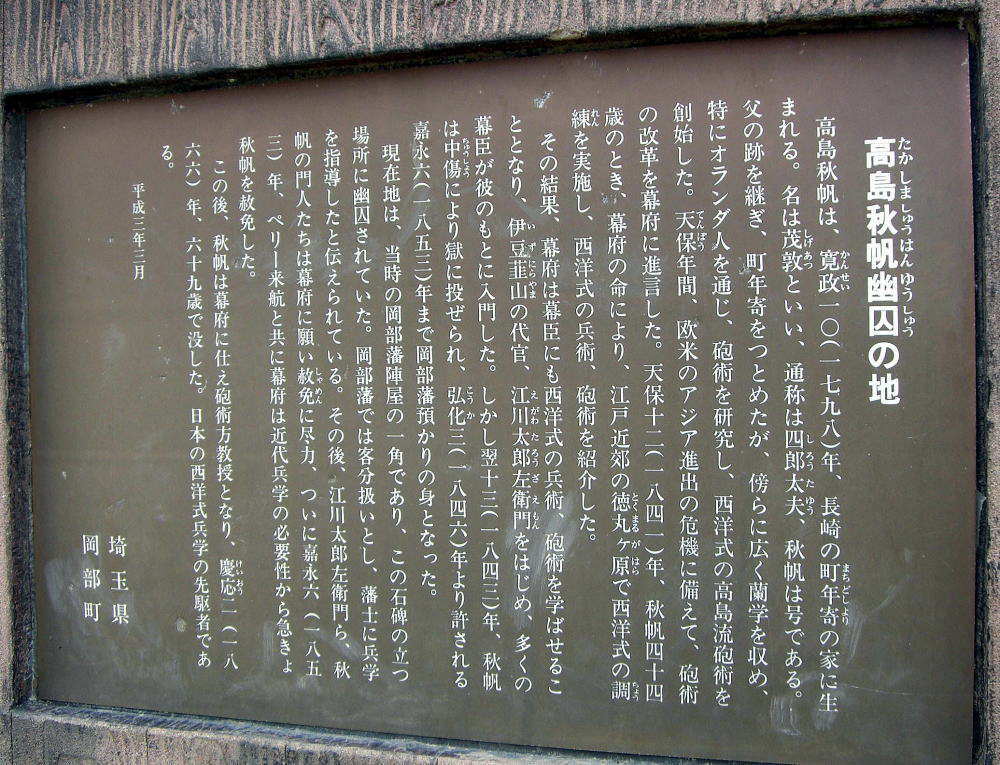 高島秋帆幽囚の地
高島秋帆は、寛政一〇(一七九八)年、長崎の町年寄の家に生
まれる。名は茂敦といい、通称は四郎太夫、秋帆は号である。
父の跡を継ぎ、町年寄をつとめたが、傍らに広く蘭学を収め、
特にオランダ人を通じ、砲術を研究し、西洋式の高島流砲術を
創始した。天保年間、欧米のアジア進出の危機に備えて、砲術
の改革を幕府に進言した。天保十二(一八四一)年、秋帆四十四
歳のとき、幕府の命により、江戸近郊の徳丸ヶ原で西洋式の調
練を実施し、西洋式の兵術、砲術を紹介した。
その結果、幕府は幕臣にも西洋式の兵術、砲術を学ばせるこ
ととなり、伊豆韮山の代官、江川太郎左衛門をはじめ、多くの
幕臣が彼のもとに入門した。しかし翌十三(一八四三)年、秋帆
は中傷により獄に投ぜられ、弘化三(一八四六)年より許される
嘉永六(一八五三)年まで岡部藩預かりの身となった。
現在地は、当時の岡部藩陣屋の一角であり、この石碑の立つ
場所に幽囚されていた。岡部藩では客分扱いとし、藩士に兵学
を指導したと伝えられている。その後、江川太郎左衛門ら、秋
帆の門人たちは幕府に願い赦免に尽力、ついに嘉永六(一八五
三)年、ペリー来航と共に幕府は近代兵学の必要性から急きょ
秋帆を赦免した。
この後、秋帆は幕府に仕え砲術方教授となり、慶応二(一八
六六)年、六十九歳で没した。日本の西洋式兵学の先駆者であ
る。
平成三年三月
埼玉県
岡部町